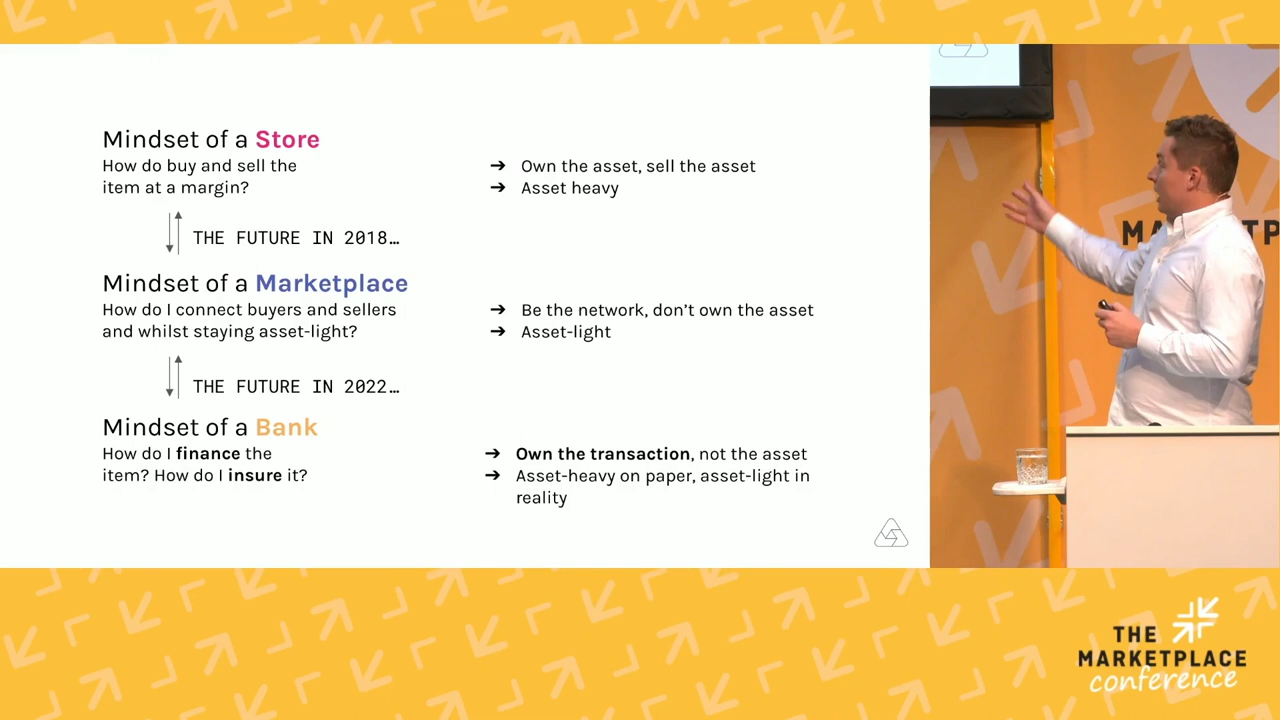 Mindset of a Store
How do buy and sell the
item at a margin?
➔ Own the asset, sell the asset
➔ Asset heavy
THE FUTURE IN 2018…
Mindset of a Marketplace
How do I connect buyers and sellers
and whilst staying asset-light?
➔ Be the network, don’t own the asset
➔ Asset-light
THE FUTURE IN 2022…
Mindset of a Bank
How do I finance the
item? How do I insure it?
➔ Own the transaction, not the asset
➔ Asset-heavy on paper, asset-light in
reality
THE
MARKETPLACE
conference